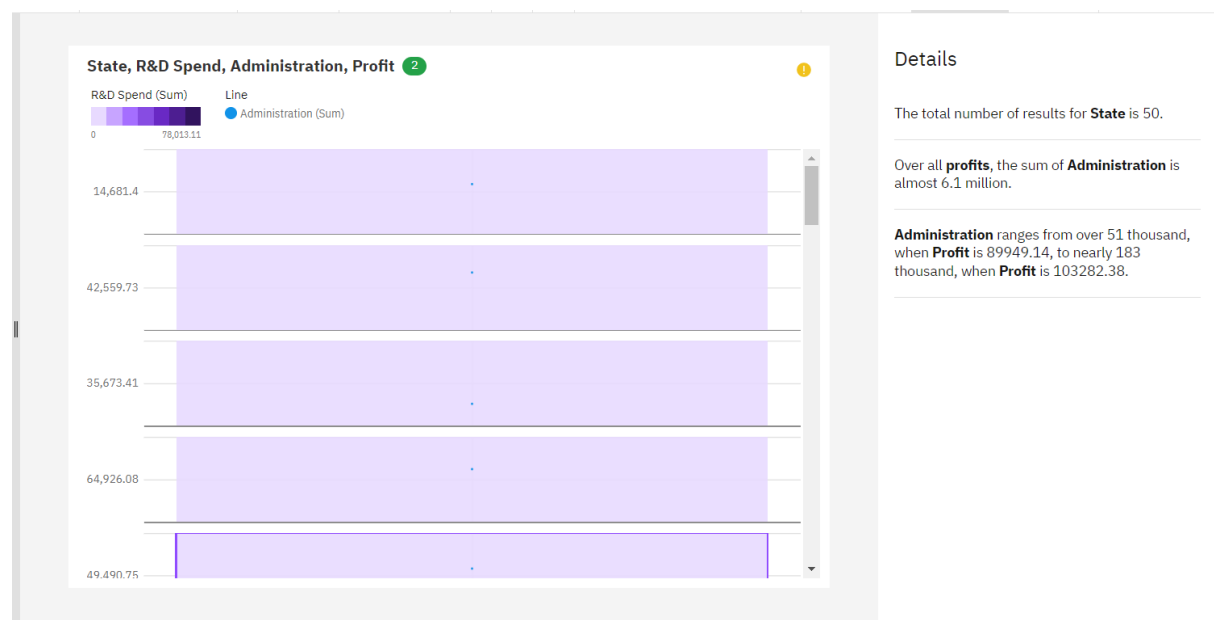 State, R&D Spend, Administration, Profit 2
R&D Spend (Sum)
0 78,013.11
Line
Administration (Sum)
14,681.4
42,559.73
35,673.41
64,926.08
49,490.75
Details
The total number of results for State is 50.
Over all profits, the sum of Administration is
almost 6.1 million.
Administration ranges from over 51 thousand,
when Profit is 89949.14, to nearly 183
thousand, when Profit is 103282.38.